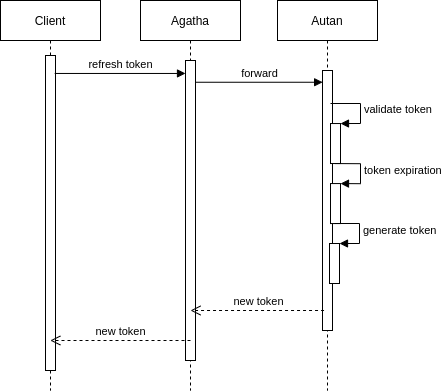 Client
Agatha
Autan
refresh token
forward
validate token
token expiration
generate token
new token
new token